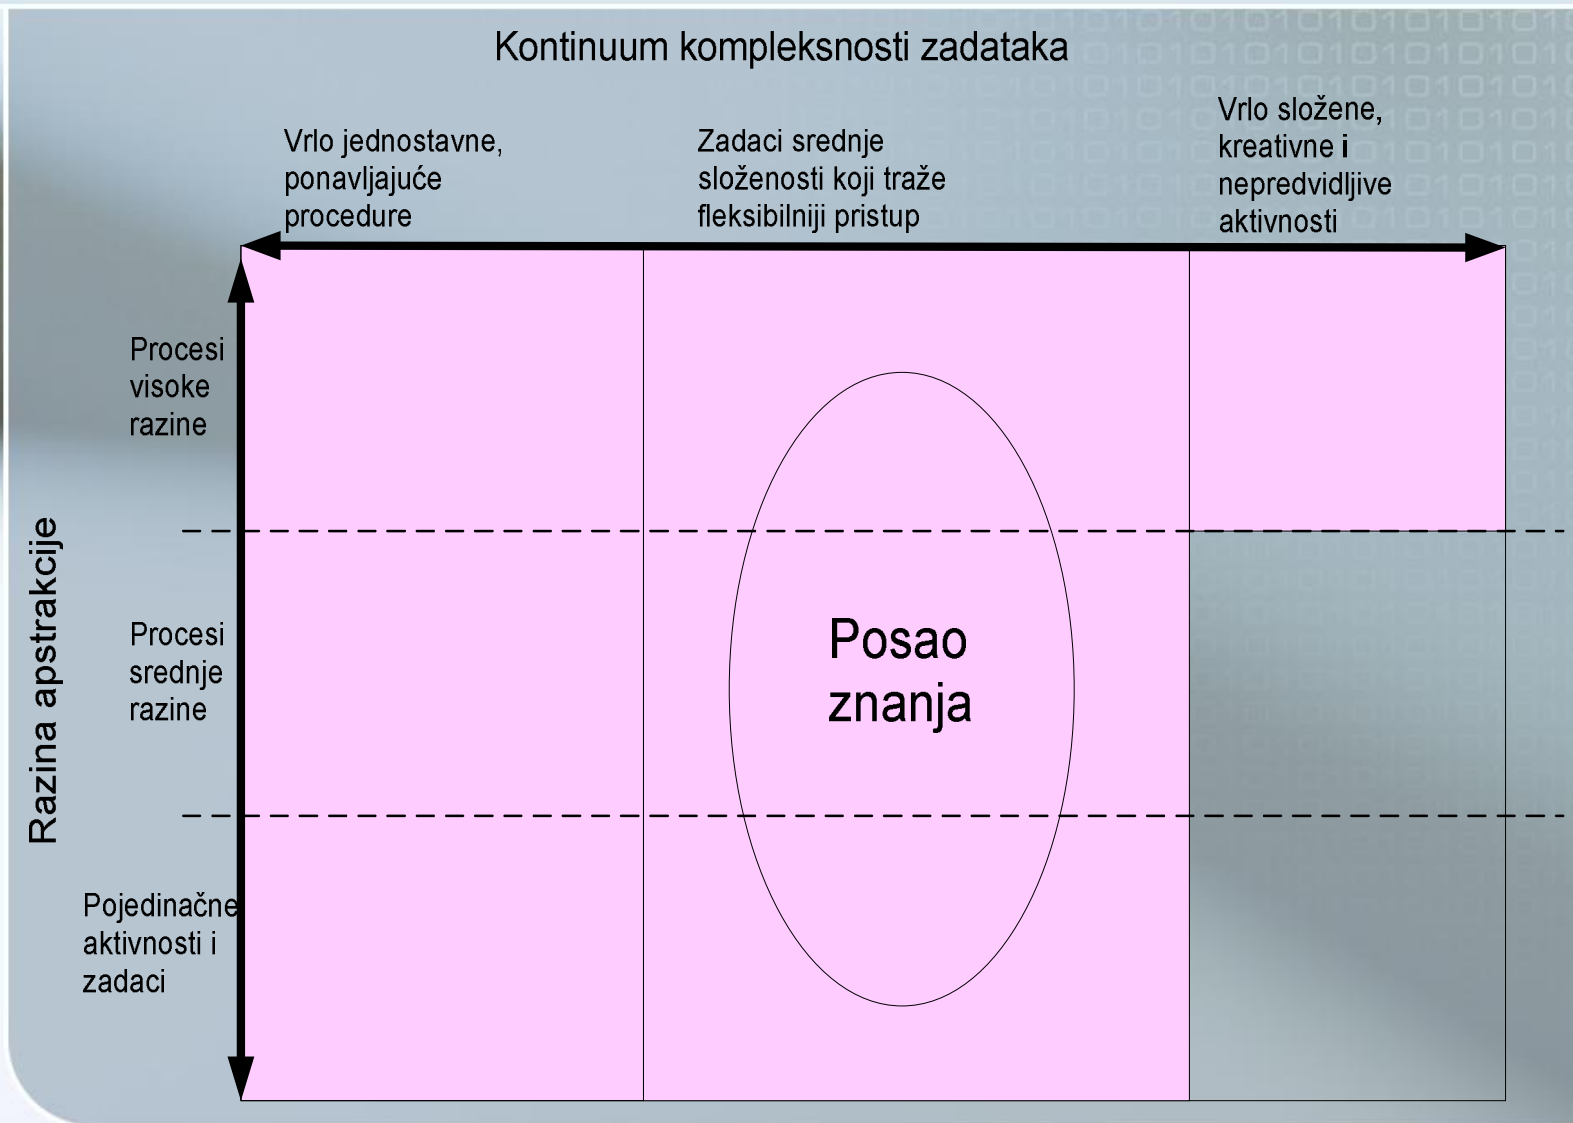 Kontinuum kompleksnosti zadataka
Vrlo jednostavne,
ponavljajuće
procedure
Zadaci srednje
složenosti koji traže
fleksibilniji pristup
Vrlo složene,
kreativne i
nepredvidljive
aktivnosti
Razina apstrakcije
Procesi
visoke
razine
Procesi
srednje
razine
Pojedinačne
aktivnosti i
zadaci
Posao
znanja